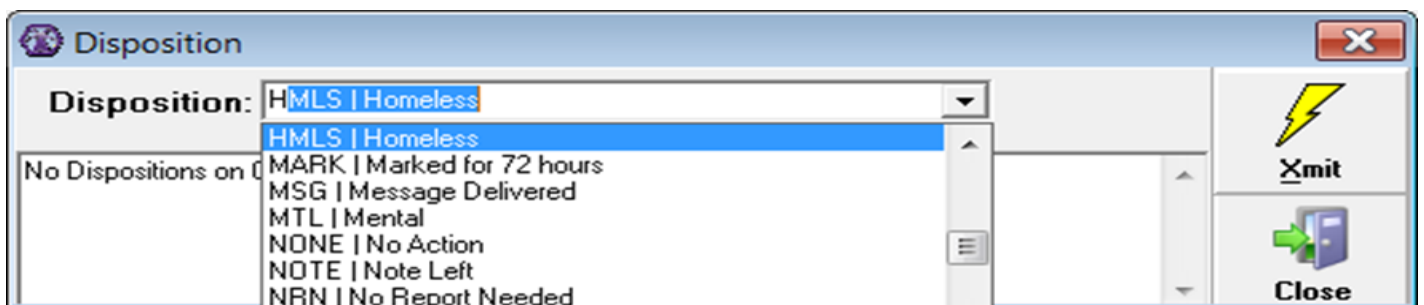 Disposition
Disposition: HMLS | Homeless
HMLS | Homeless
No Dispositions on
MARK | Marked for 72 hours
MSG | Message Delivered
MTL | Mental
NONE | No Action
NOTE | Note Left
NRN | No Report Needed
Xmit
Close